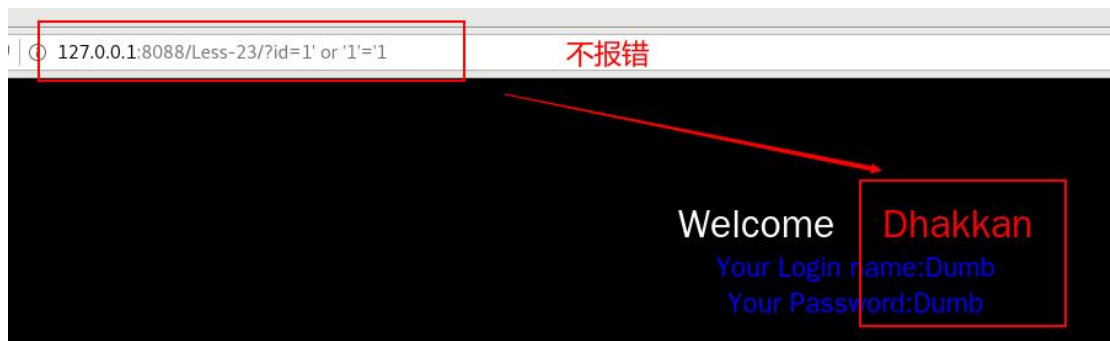 127.0.0.1:8088/Less-23/?id=1' or '1'='1 不报错
Welcome Dhakkan
Your Login name:Dumb
Your Password:Dumb